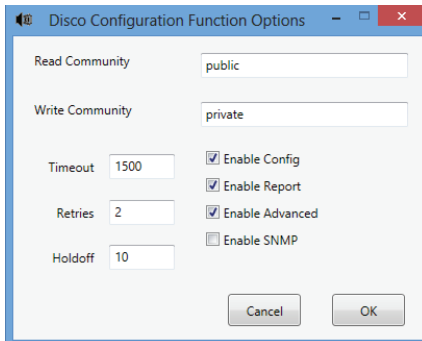 Disco Configuration Function Options
Read Community public
Write Community private
Timeout 1500
Enable Config
Enable Report
Retries 2
Enable Advanced
Enable SNMP
Holdoff 10
Cancel OK